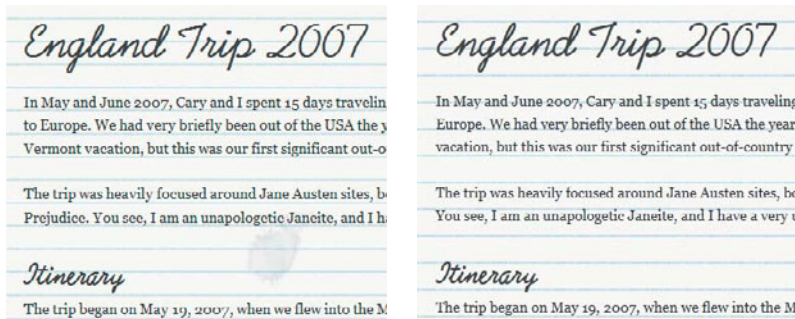 England Trip 2007
In May and June 2007, Cary and I spent 15 days travelin
to Europe. We had very briefly been out of the USA the y
Vermont vacation, but this was our first significant out-o
The trip was heavily focused around Jane Austen sites, b
Prejudice. You see, I am an unapologetic Janeite, and I h
Itinerary
The trip began on May 19, 2007, when we flew into the M
England Trip 2007
In May and June 2007, Cary and I spent 15 days traveling
Europe. We had very briefly been out of the USA the year
vacation, but this was our first significant out-of-country
The trip was heavily focused around Jane Austen sites, be
You see, I am an unapologetic Janeite, and I have a very u
Itinerary
The trip began on May 19, 2007, when we flew into the M